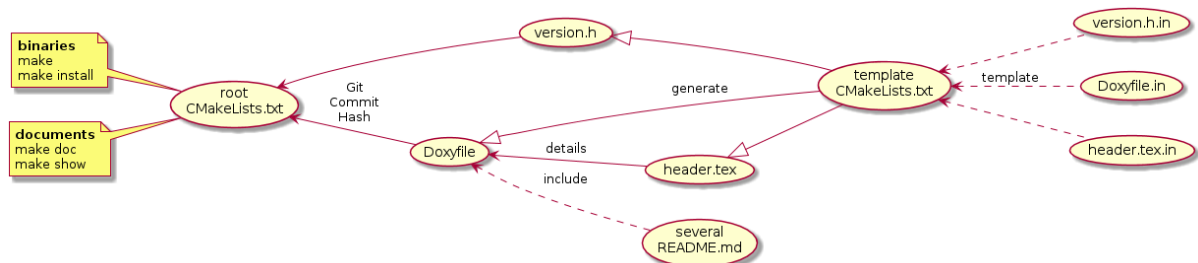 binaries
make
make install
documents
make doc
make show
root
CMakeLists.txt
Git
Commit
Hash
version.h
Doxyfile
generate
details
include
header.tex
several
README.md
template
CMakeLists.txt
template
version.h.in
Doxyfile.in
header.tex.in